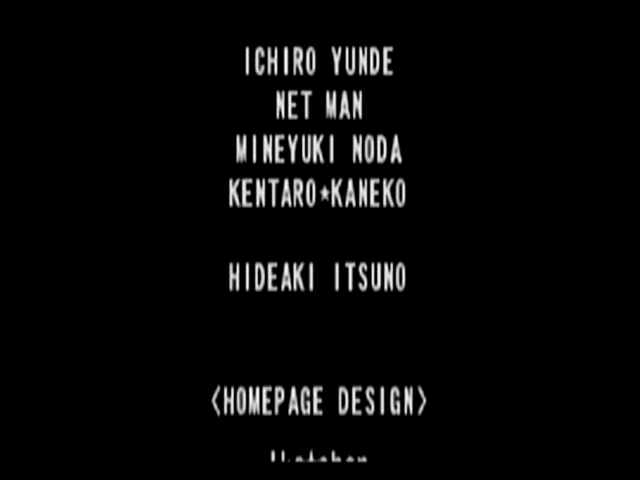 ICHIRO YUNDE
NET MAN
MINEYUKI NODA
KENTARO★KANEKO
HIDEAKI ITSUNO
<HOMEPAGE DESIGN>